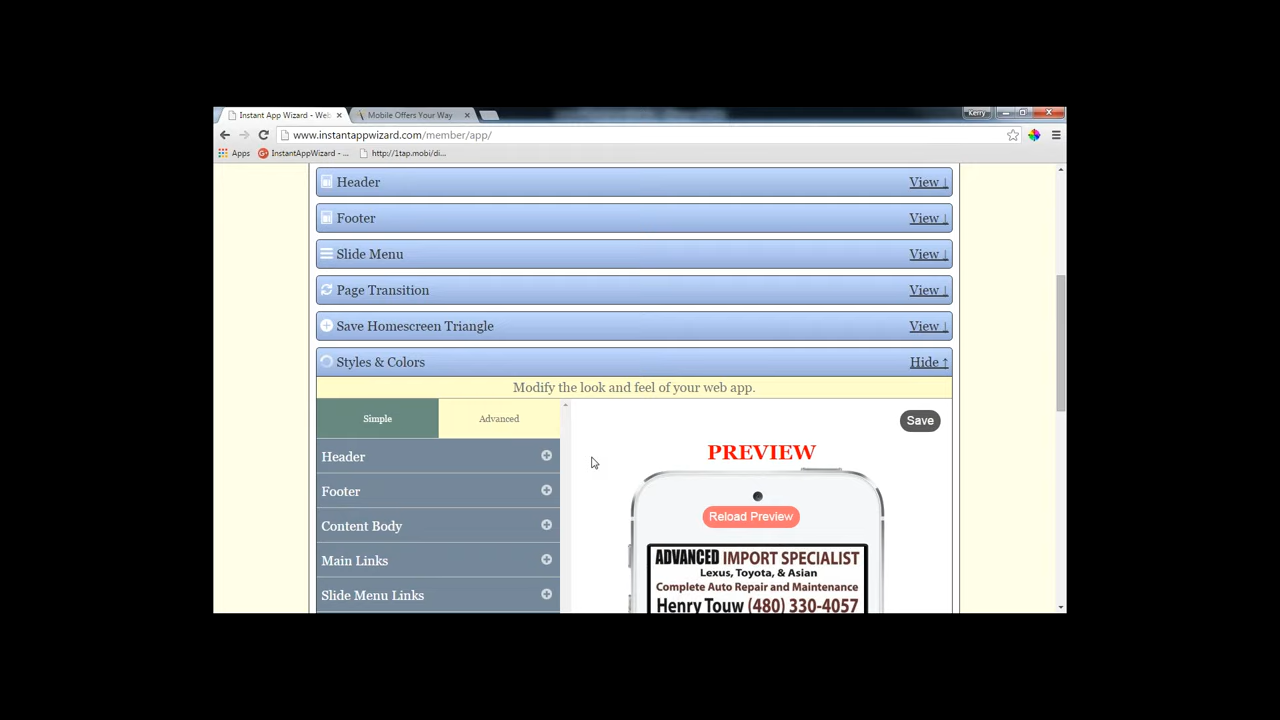 Instant App Wizard - Web
Mobile Offers Your Way
Kerry
www.instantappwizard.com/member/app/
Apps
InstantAppWizard - ...
http://1tap.mobi/di...
Header View ↓
Footer View ↓
Slide Menu View ↓
Page Transition View ↓
Save Homescreen Triangle View ↓
Styles & Colors Hide ↑
Modify the look and feel of your web app.
Simple Advanced
Save
Header
Footer
Content Body
Main Links
Slide Menu Links
PREVIEW
Reload Preview
ADVANCED IMPORT SPECIALIST
Lexus, Toyota, & Asian
Complete Auto Repair and Maintenance
Henry Touw (480) 330-4057